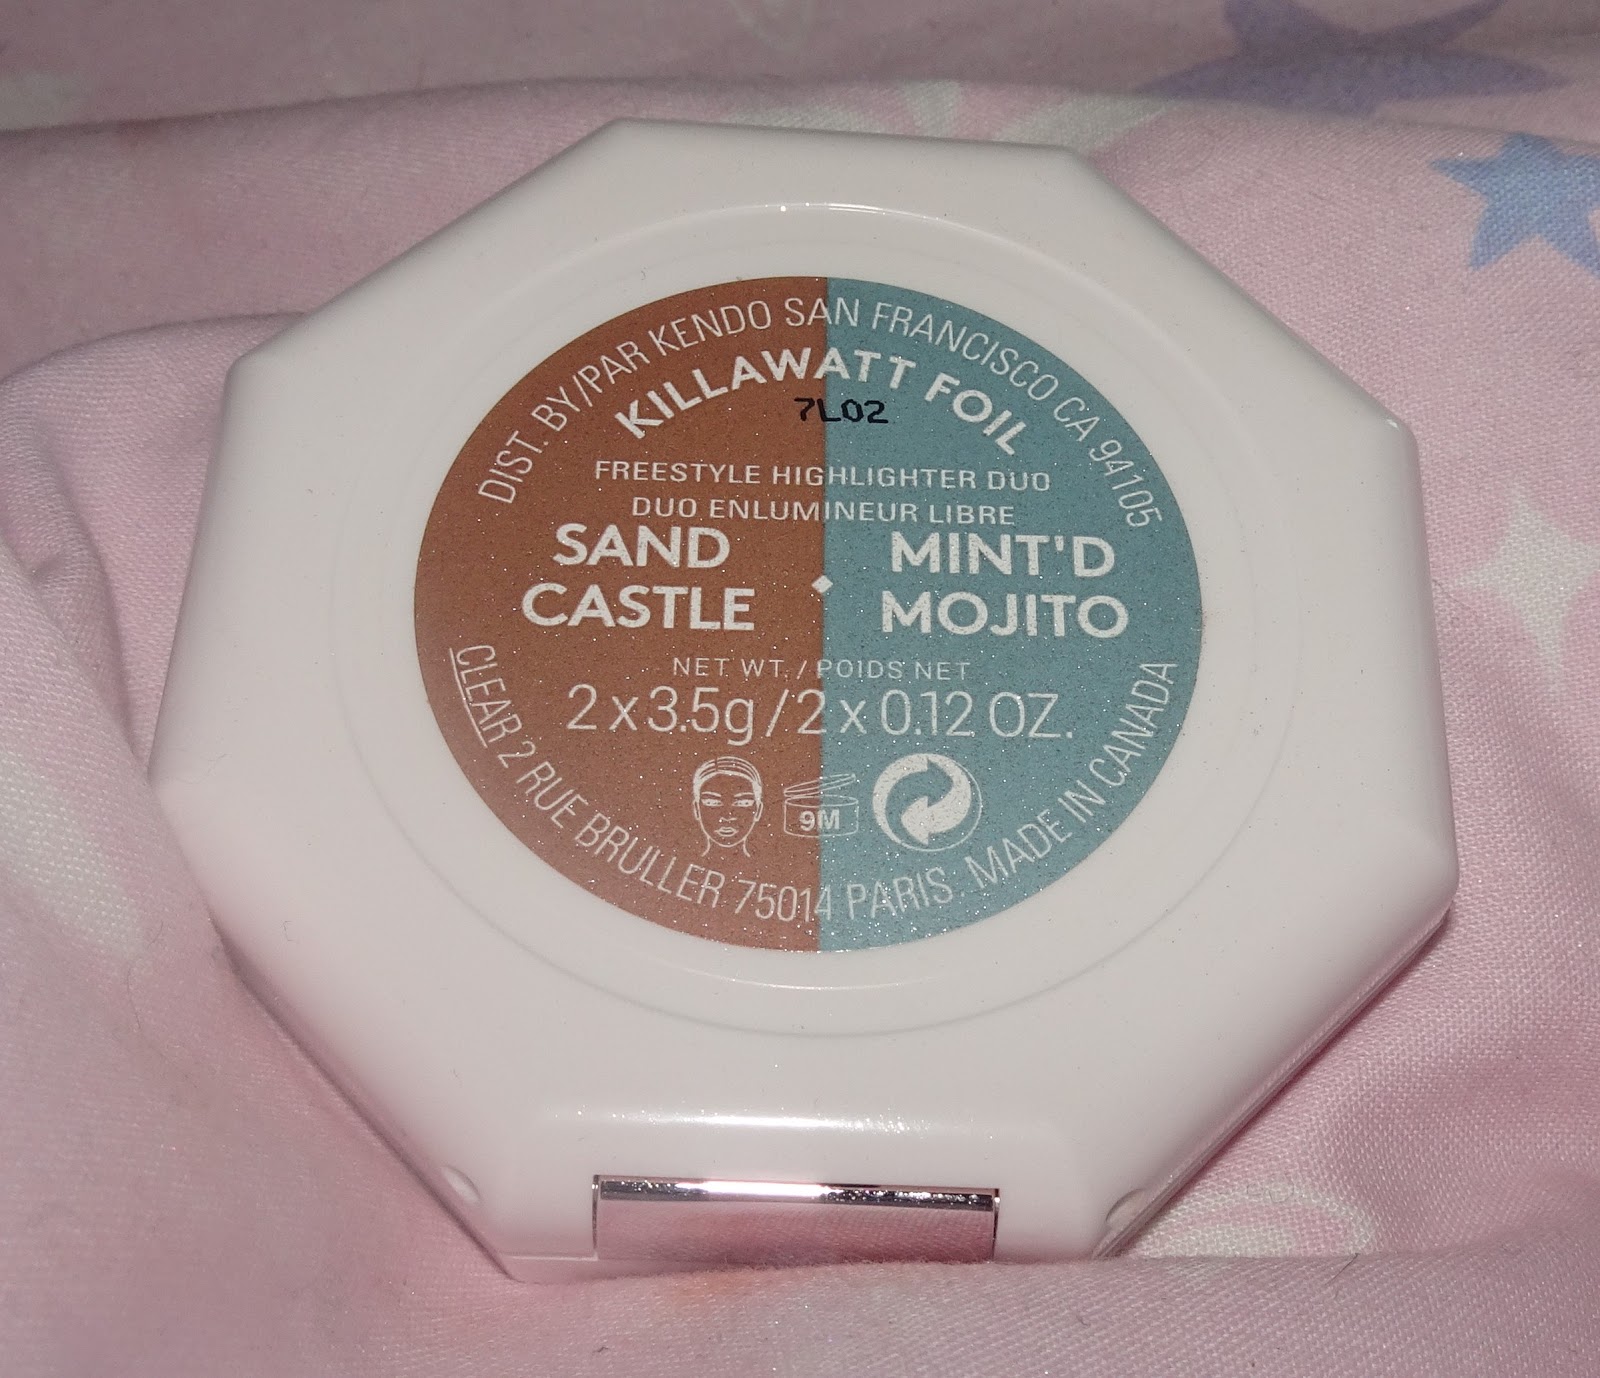 DIST. BY/PAR KENDO SAN FRANCISCO CA 94105
KILLAWATT FOIL
7L02
FREESTYLE HIGHLIGHTER DUO
DUO ENLUMINEUR LIBRE
SAND CASTLE
MINT'D MOJITO
NET WT. / POIDS NET
2 x 3.5g / 2 x 0.12 OZ.
9M
CLEAR 2 RUE BRULLER 75014 PARIS. MADE IN CANADA